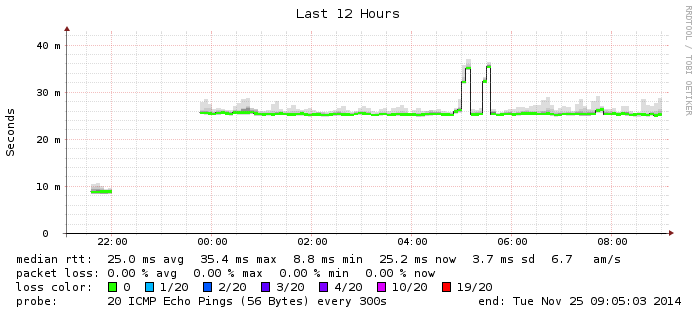 Last 12 Hours
RRDTOOL / TOBI OETIKER
Seconds
40 m
30 m
20 m
10 m
0
22:00 00:00 02:00 04:00 06:00 08:00
median rtt: 25.0 ms avg 35.4 ms max 8.8 ms min 25.2 ms now 3.7 ms sd 6.7 am/s
packet loss: 0.00 % avg 0.00 % max 0.00 % min 0.00 % now
loss color: 0 1/20 2/20 3/20 4/20 10/20 19/20
probe: 20 ICMP Echo Pings (56 Bytes) every 300s end: Tue Nov 25 09:05:03 2014